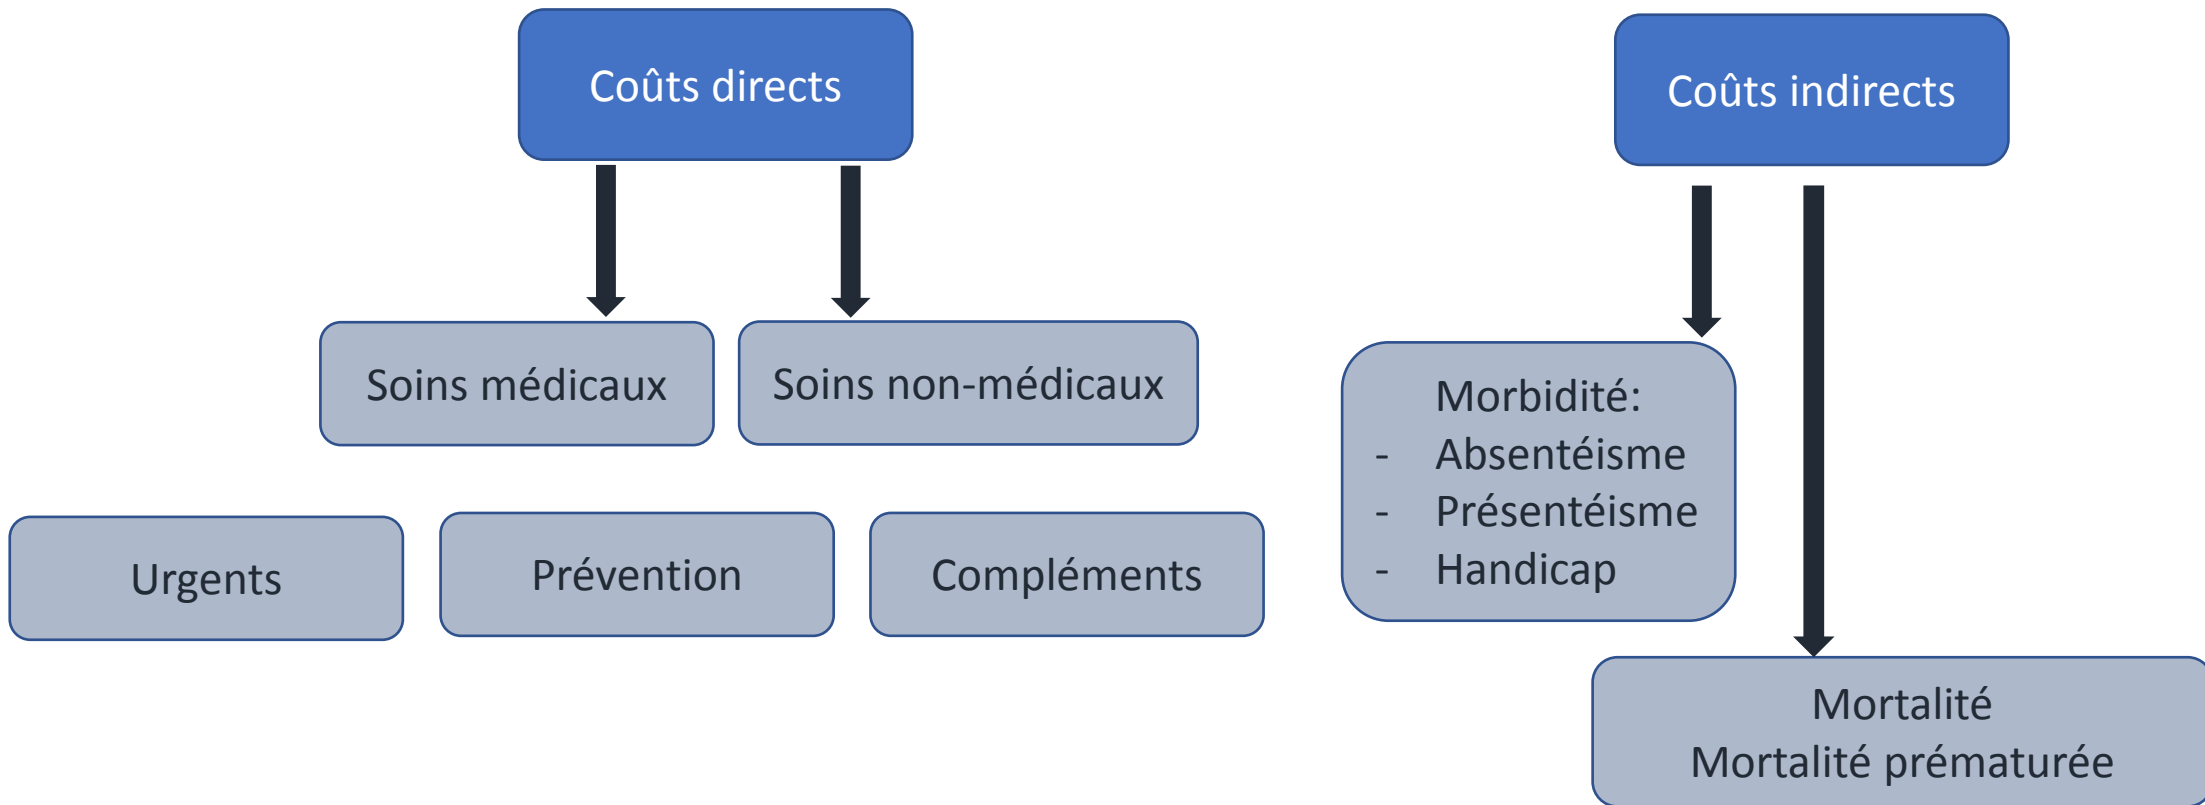 Coûts directs
Coûts indirects
Soins médicaux
Soins non-médicaux
Urgents
Prévention
Compléments
Morbidité:
- Absentéisme
- Présentéisme
- Handicap
Mortalité
Mortalité prématurée